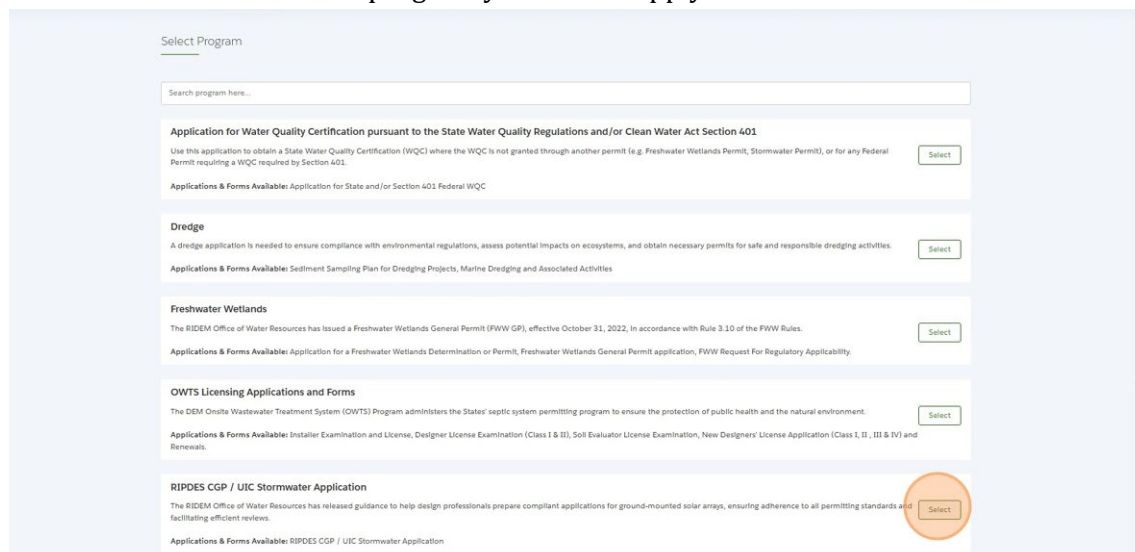 Select Program
Search program here...
Application for Water Quality Certification pursuant to the State Water Quality Regulations and/or Clean Water Act Section 401
Use this application to obtain a State Water Quality Certification (WQC) where the WQC is not granted through another permit (e.g. Freshwater Wetlands Permit, Stormwater Permit), or for any Federal
Permit requiring a WQC required by Section 401.
Select
Applications & Forms Available: Application for State and/or Section 401 Federal WQC
Dredge
A dredge application is needed to ensure compliance with environmental regulations, assess potential impacts on ecosystems, and obtain necessary permits for safe and responsible dredging activities.
Select
Applications & Forms Available: Sediment Sampling Plan for Dredging Projects, Marine Dredging and Associated Activities
Freshwater Wetlands
The RIDEM Office of Water Resources has issued a Freshwater Wetlands General Permit (FWW GP), effective October 31, 2022, in accordance with Rule 3.10 of the FWW Rules.
Select
Applications & Forms Available: Application for a Freshwater Wetlands Determination or Permit, Freshwater Wetlands General Permit application, FWW Request For Regulatory Applicability.
OWTS Licensing Applications and Forms
The DEM Onsite Wastewater Treatment System (OWTS) Program administers the States' septic system permitting program to ensure the protection of public health and the natural environment.
Select
Applications & Forms Available: Installer Examination and License, Designer License Examination (Class I & II), Soil Evaluator License Examination, New Designers' License Application (Class I, II , III & IV) and
Renewals.
RIPDES CGP / UIC Stormwater Application
The RIDEM Office of Water Resources has released guidance to help design professionals prepare compliant applications for ground-mounted solar arrays, ensuring adherence to all permitting standards and
facilitating efficient reviews.
Select
Applications & Forms Available: RIPDES CGP / UIC Stormwater Application